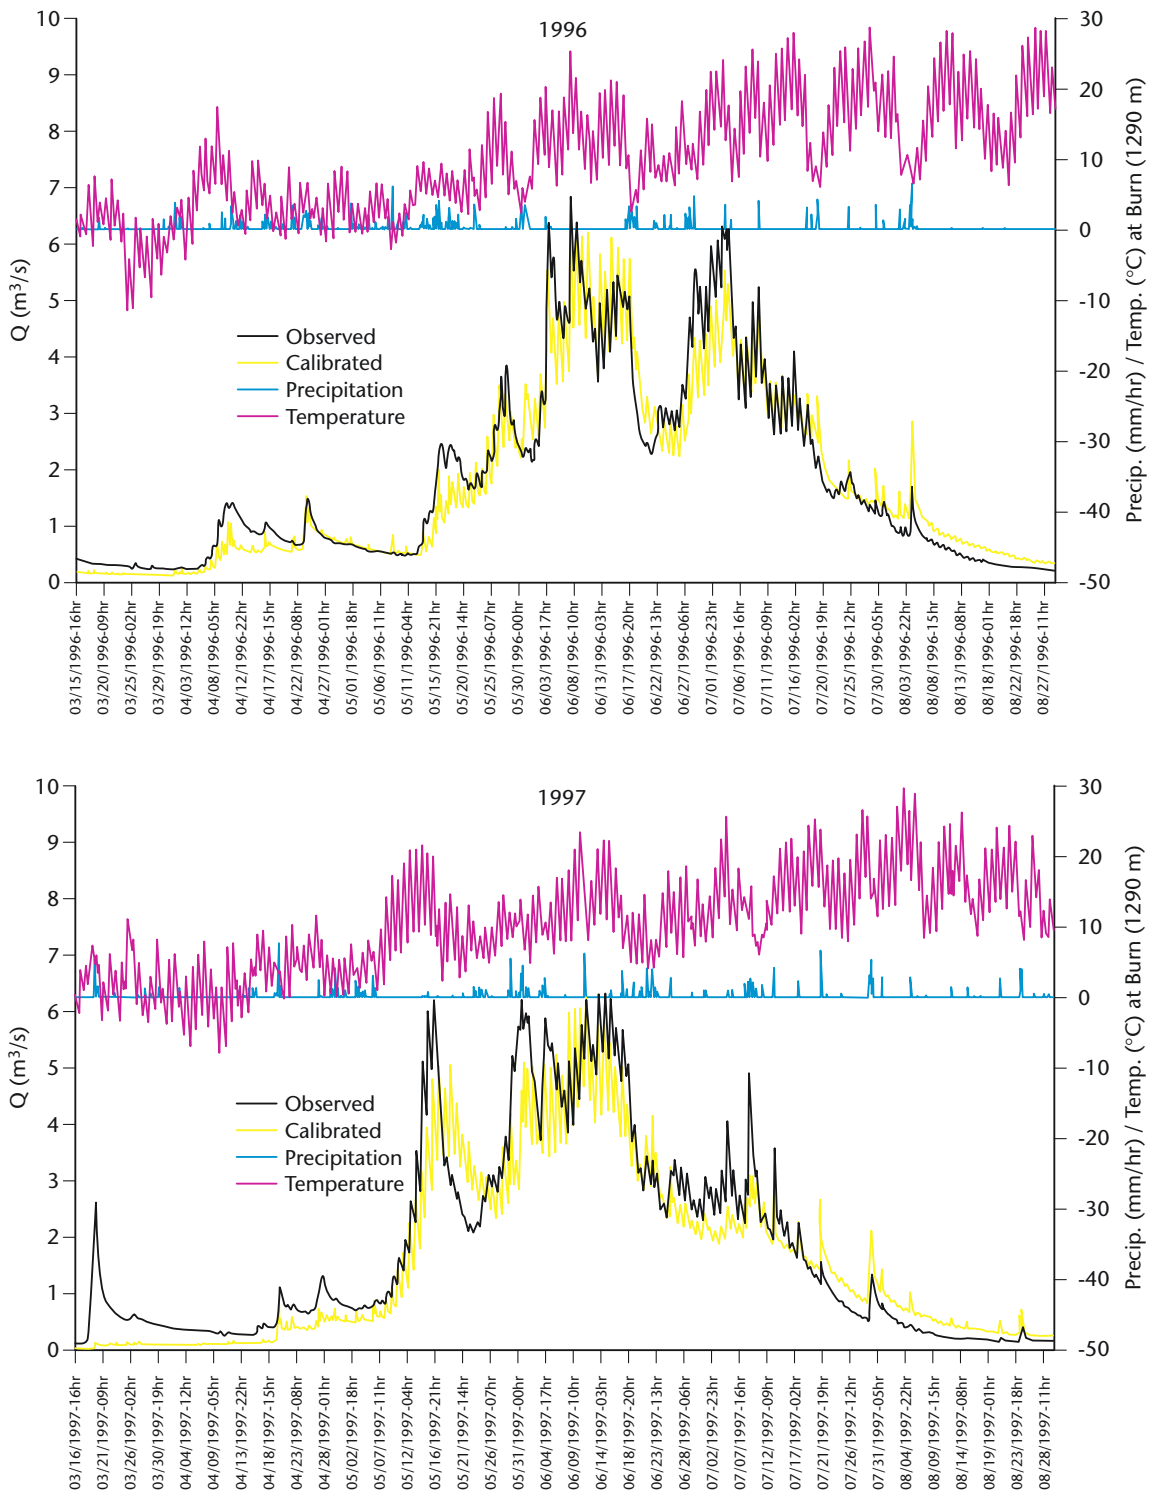 1996
10
9
8
7
6
5
4
3
2
1
0
Q (m³/s)
30
20
10
0
-10
-20
-30
-40
-50
Precip. (mm/hr) / Temp. (°C) at Burn (1290 m)
Observed
Calibrated
Precipitation
Temperature
03/15/1996-16hr
03/20/1996-09hr
03/25/1996-02hr
03/29/1996-19hr
04/03/1996-12hr
04/08/1996-05hr
04/12/1996-22hr
04/17/1996-15hr
04/22/1996-08hr
04/27/1996-01hr
05/01/1996-18hr
05/06/1996-11hr
05/11/1996-04hr
05/15/1996-21hr
05/20/1996-14hr
05/25/1996-07hr
05/30/1996-00hr
06/03/1996-17hr
06/08/1996-10hr
06/13/1996-03hr
06/17/1996-20hr
06/22/1996-13hr
06/27/1996-06hr
07/01/1996-23hr
07/06/1996-16hr
07/11/1996-09hr
07/16/1996-02hr
07/20/1996-19hr
07/25/1996-12hr
07/30/1996-05hr
08/03/1996-22hr
08/08/1996-15hr
08/13/1996-08hr
08/18/1996-01hr
08/22/1996-18hr
08/27/1996-11hr
1997
10
9
8
7
6
5
4
3
2
1
0
Q (m³/s)
30
20
10
0
-10
-20
-30
-40
-50
Precip. (mm/hr) / Temp. (°C) at Burn (1290 m)
Observed
Calibrated
Precipitation
Temperature
03/16/1997-16hr
03/21/1997-09hr
03/26/1997-02hr
03/30/1997-19hr
04/04/1997-12hr
04/09/1997-05hr
04/13/1997-22hr
04/18/1997-15hr
04/23/1997-08hr
04/28/1997-01hr
05/02/1997-18hr
05/07/1997-11hr
05/12/1997-04hr
05/16/1997-21hr
05/21/1997-14hr
05/26/1997-07hr
05/31/1997-00hr
06/04/1997-17hr
06/09/1997-10hr
06/14/1997-03hr
06/18/1997-20hr
06/23/1997-13hr
06/28/1997-06hr
07/02/1997-23hr
07/07/1997-16hr
07/12/1997-09hr
07/17/1997-02hr
07/21/1997-19hr
07/26/1997-12hr
07/31/1997-05hr
08/04/1997-22hr
08/09/1997-15hr
08/14/1997-08hr
08/19/1997-01hr
08/23/1997-18hr
08/28/1997-11hr